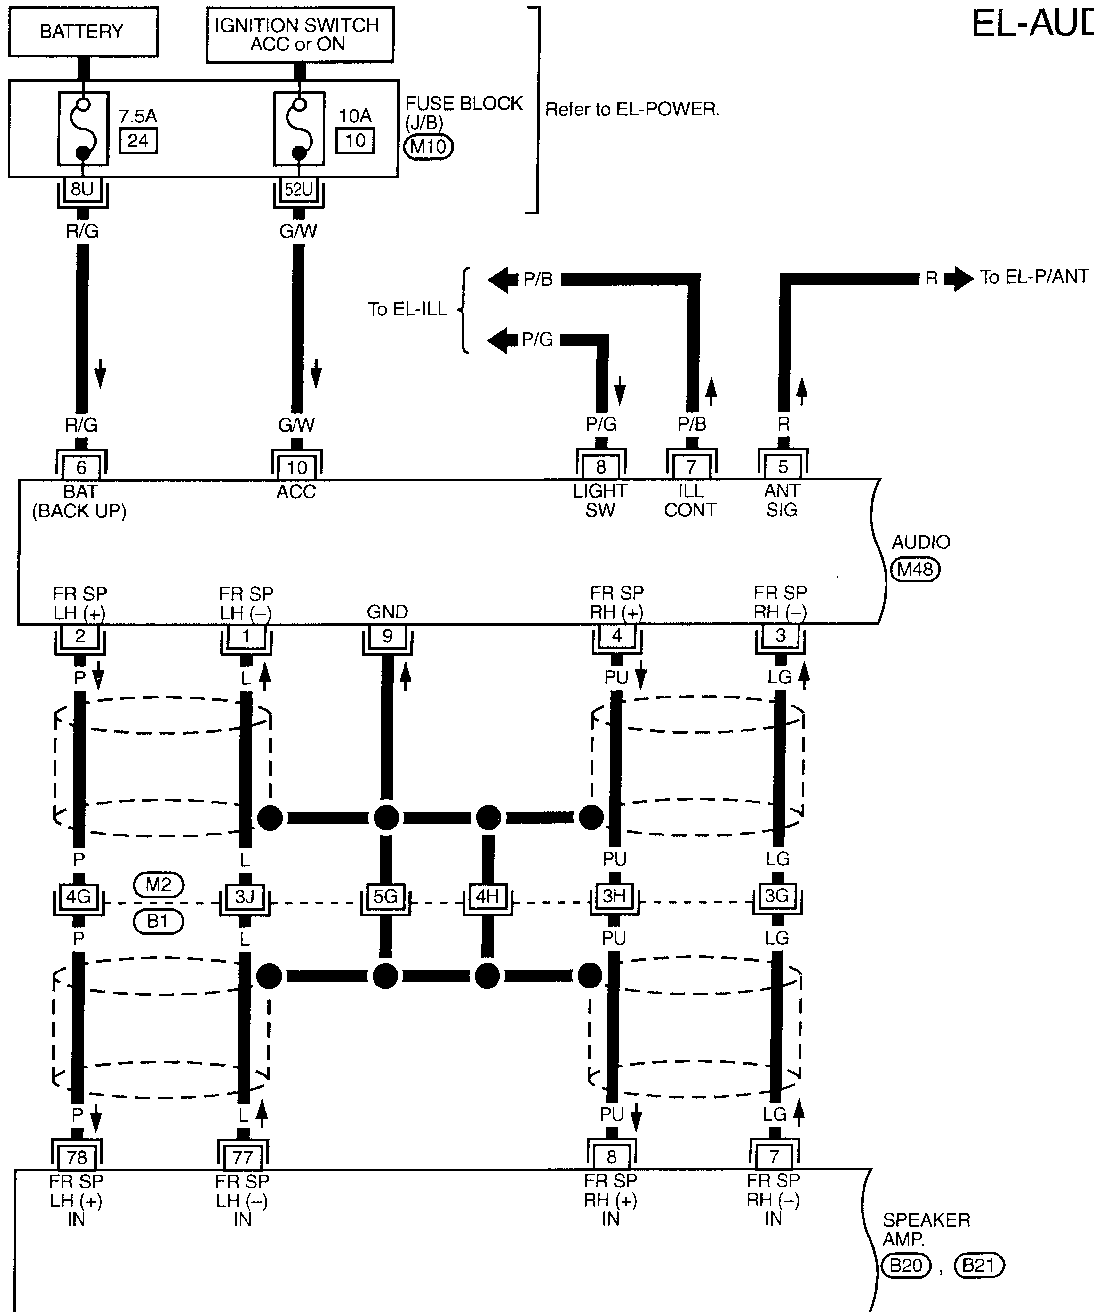 EL-AUD
BATTERY
IGNITION SWITCH
ACC or ON
7.5A
24
10A
10
FUSE BLOCK
(J/B)
M10
Refer to EL-POWER.
8U
52U
R/G
G/W
To EL-ILL
P/B
P/G
R
To EL-P/ANT
R/G
G/W
P/G
P/B
R
6
10
8
7
5
BAT
(BACK UP)
ACC
LIGHT
SW
ILL
CONT
ANT
SIG
AUDIO
M48
FR SP
LH (+)
FR SP
LH (–)
GND
FR SP
RH (+)
FR SP
RH (–)
2
1
9
4
3
P
L
PU
LG
P
L
PU
LG
4G
M2
B1
3J
5G
4H
3H
3G
P
L
PU
LG
P
L
PU
LG
78
77
8
7
FR SP
LH (+)
IN
FR SP
LH (–)
IN
FR SP
RH (+)
IN
FR SP
RH (–)
IN
SPEAKER
AMP.
B20 , B21